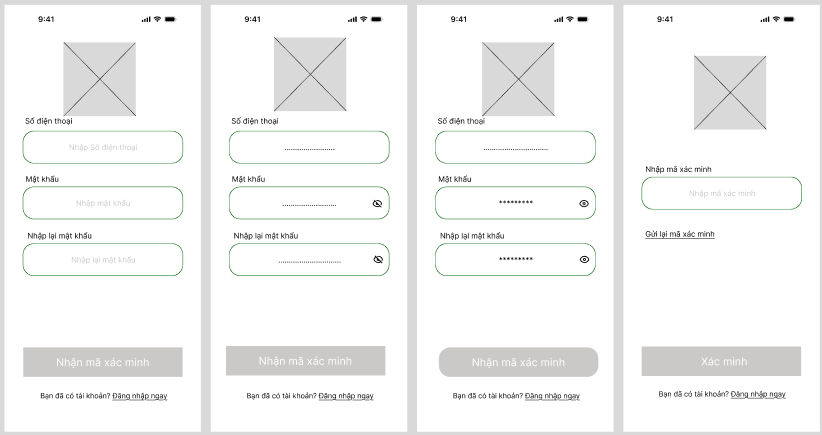 9:41
Số điện thoại
Nhập Số điện thoại
Mật khẩu
Nhập mật khẩu
Nhập lại mật khẩu
Nhập lại mật khẩu
Nhận mã xác minh
Bạn đã có tài khoản? Đăng nhập ngay
9:41
Số điện thoại
........................
Mật khẩu
........................
Nhập lại mật khẩu
............................
Nhận mã xác minh
Bạn đã có tài khoản? Đăng nhập ngay
9:41
Số điện thoại
.............................
Mật khẩu
*********
Nhập lại mật khẩu
*********
Nhận mã xác minh
Bạn đã có tài khoản? Đăng nhập ngay
9:41
Nhập mã xác minh
Nhập mã xác minh
Gửi lại mã xác minh
Xác minh
Bạn đã có tài khoản? Đăng nhập ngay